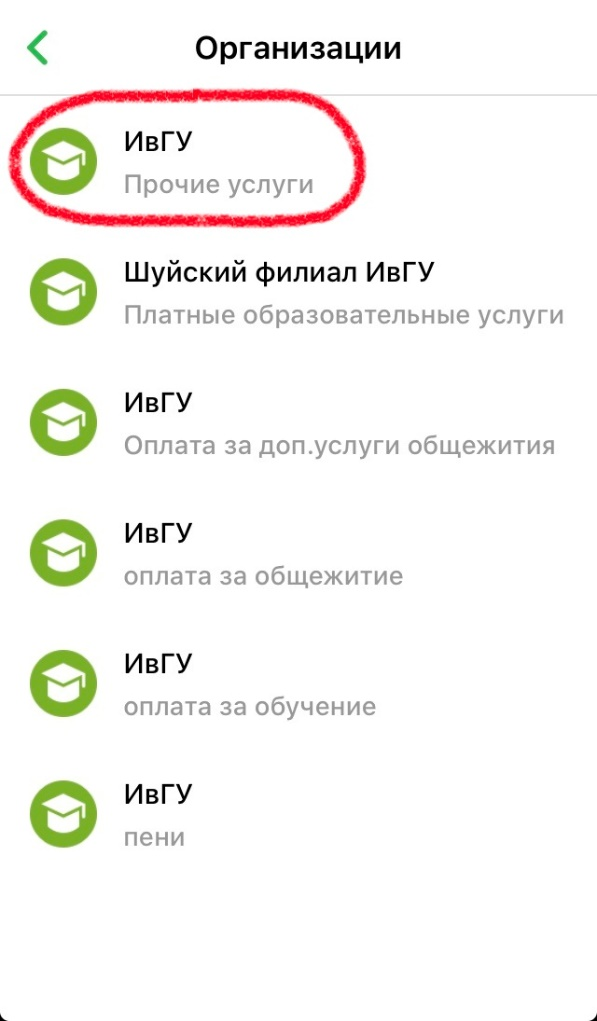 Организации
ИвГУ
Прочие услуги
Шуйский филиал ИвГУ
Платные образовательные услуги
ИвГУ
Оплата за доп.услуги общежития
ИвГУ
оплата за общежитие
ИвГУ
оплата за обучение
ИвГУ
пени